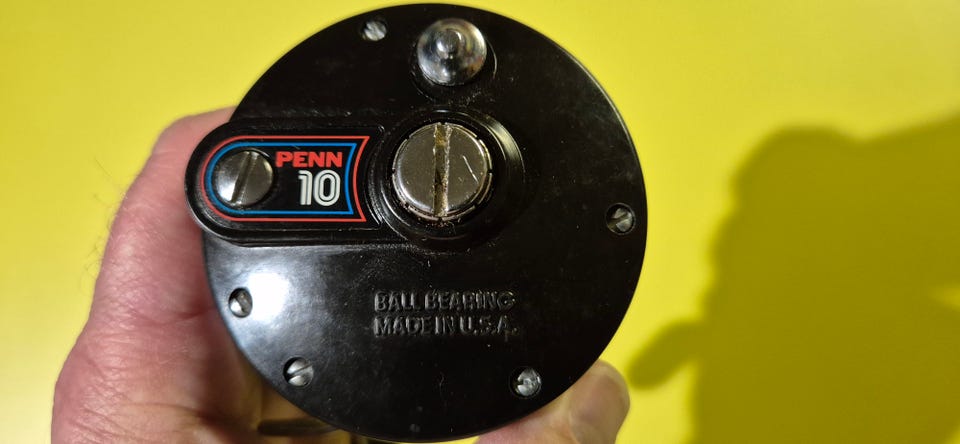 PENN
10
BALL BEARING
MADE IN U.S.A.